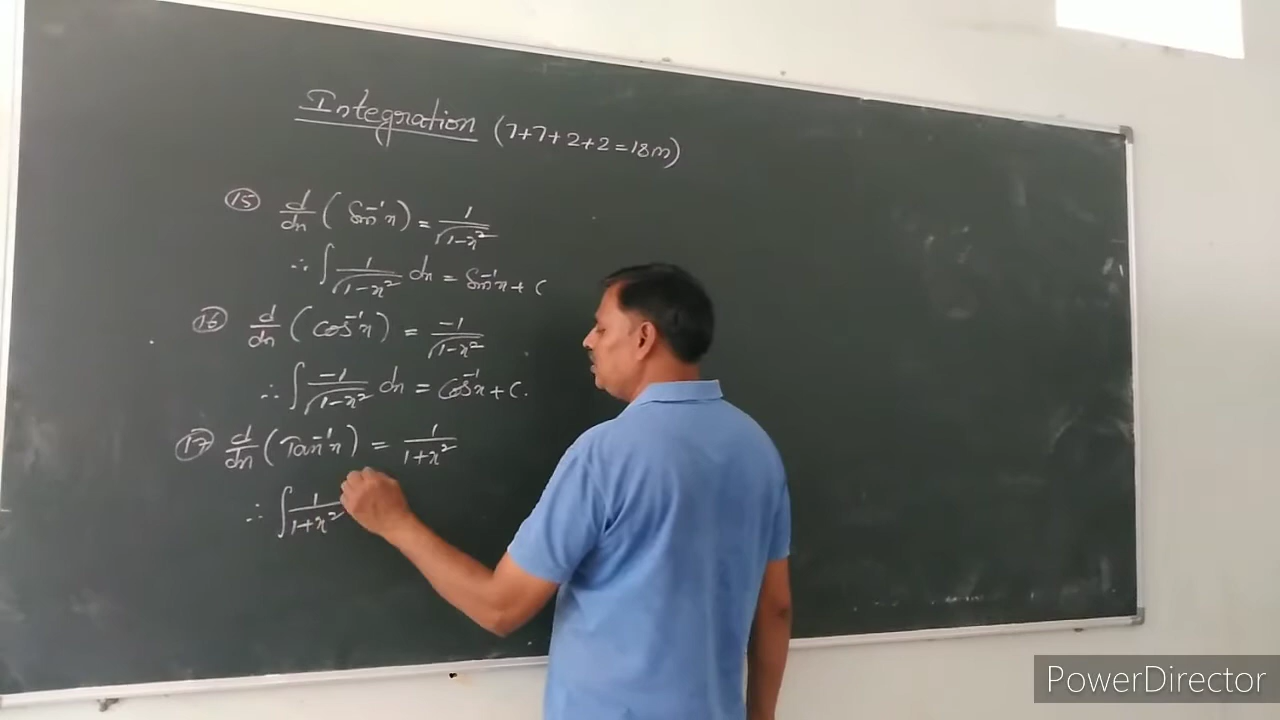 Integration (7+7+2+2=18m)
⑮ d/dx (Sin⁻¹x) = 1/√1-x²
∴ ∫ 1/√1-x² dx = Sin⁻¹x + C
⑯ d/dx (Cos⁻¹x) = -1/√1-x²
∴ ∫ -1/√1-x² dx = Cos⁻¹x + C.
⑰ d/dx (Tan⁻¹x) = 1/1+x²
∴ ∫ 1/1+x²
PowerDirector